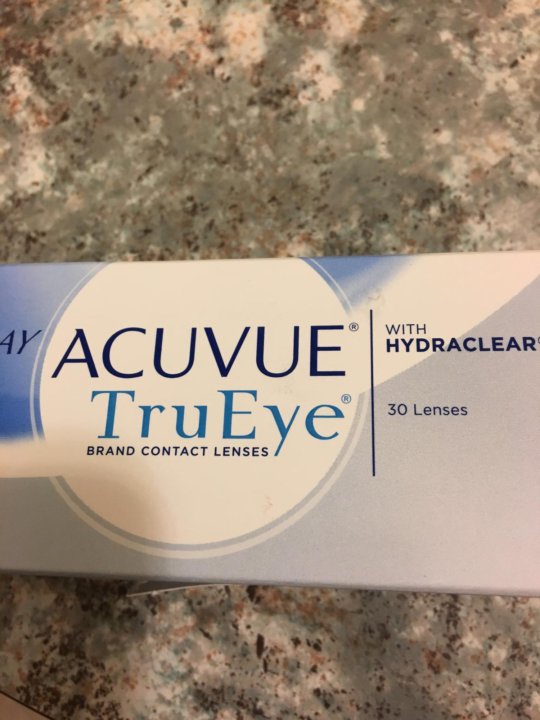 AY ACUVUE®
TruEye®
BRAND CONTACT LENSES
WITH
HYDRACLEAR®
30 Lenses